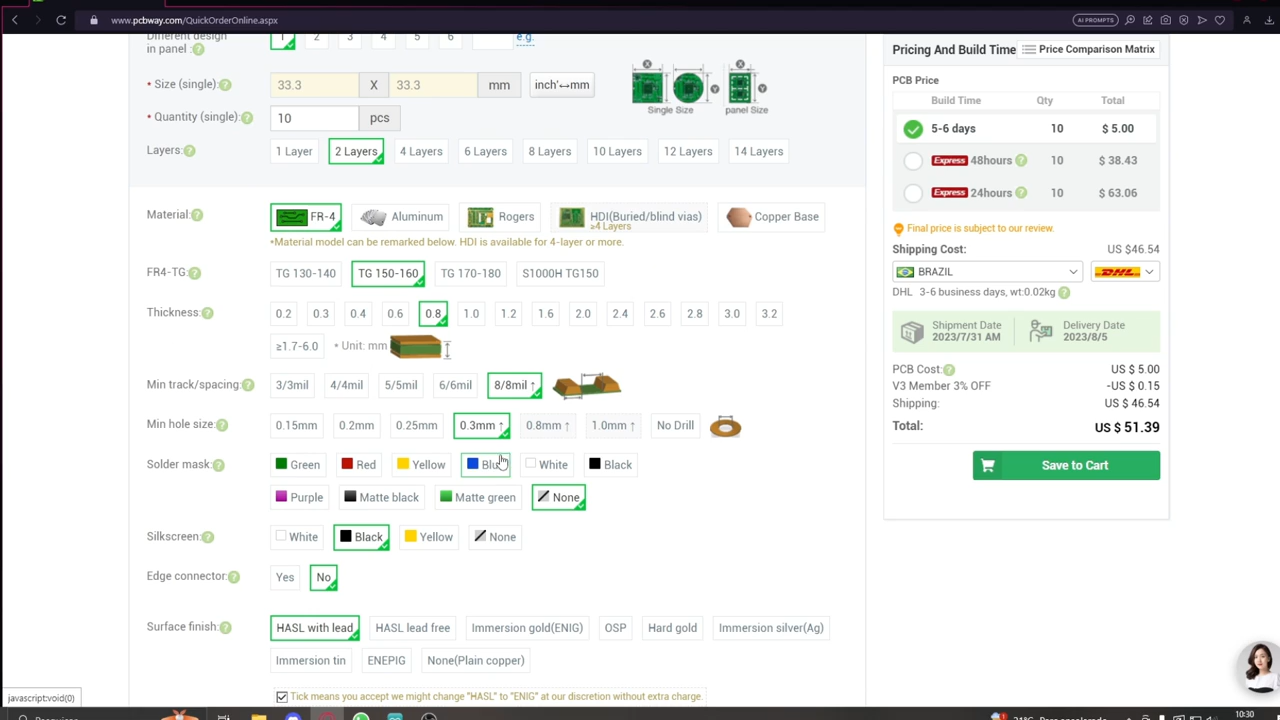 www.pcbway.com/QuickOrderOnline.aspx
AI PROMPTS
Different design
in panel :
1 2 3 4 5 6 e.g.
* Size (single): 33.3 X 33.3 mm inch'↔mm
Single Size panel Size
X Y X Y
* Quantity (single): 10 pcs
Layers: 1 Layer 2 Layers 4 Layers 6 Layers 8 Layers 10 Layers 12 Layers 14 Layers
Material: FR-4 Aluminum Rogers HDI(Buried/blind vias) Copper Base
≥4 Layers
*Material model can be remarked below. HDI is available for 4-layer or more.
FR4-TG: TG 130-140 TG 150-160 TG 170-180 S1000H TG150
Thickness: 0.2 0.3 0.4 0.6 0.8 1.0 1.2 1.6 2.0 2.4 2.6 2.8 3.0 3.2
≥1.7-6.0 * Unit: mm
Min track/spacing: 3/3mil 4/4mil 5/5mil 6/6mil 8/8mil ↑
Min hole size: 0.15mm 0.2mm 0.25mm 0.3mm ↑ 0.8mm ↑ 1.0mm ↑ No Drill
Solder mask: Green Red Yellow Blu White Black
Purple Matte black Matte green None
Silkscreen: White Black Yellow None
Edge connector: Yes No
Surface finish: HASL with lead HASL lead free Immersion gold(ENIG) OSP Hard gold Immersion silver(Ag)
Immersion tin ENEPIG None(Plain copper)
Tick means you accept we might change "HASL" to "ENIG" at our discretion without extra charge.
Pricing And Build Time Price Comparison Matrix
PCB Price
Build Time Qty Total
5-6 days 10 $ 5.00
Express 48hours 10 $ 38.43
Express 24hours 10 $ 63.06
Final price is subject to our review.
Shipping Cost: US $46.54
BRAZIL DHL
DHL 3-6 business days, wt:0.02kg
Shipment Date
2023/7/31 AM
Delivery Date
2023/8/5
PCB Cost: US $ 5.00
V3 Member 3% OFF -US $ 0.15
Shipping: US $ 46.54
Total: US $ 51.39
Save to Cart
javascript:void(0)
10:30